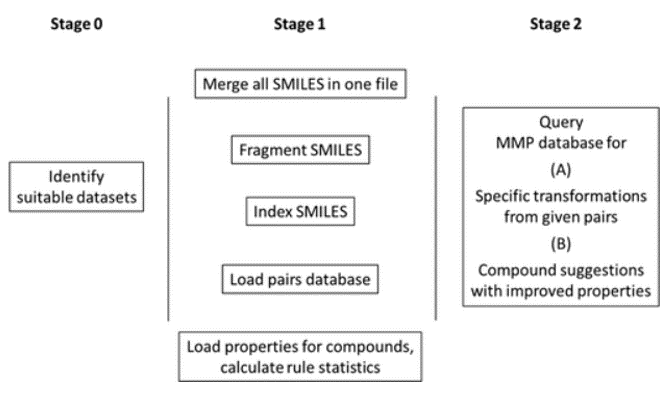 Stage 0
Stage 1
Stage 2
Identify
suitable datasets
Merge all SMILES in one file
Fragment SMILES
Index SMILES
Load pairs database
Load properties for compounds,
calculate rule statistics
Query
MMP database for
(A)
Specific transformations
from given pairs
(B)
Compound suggestions
with improved properties